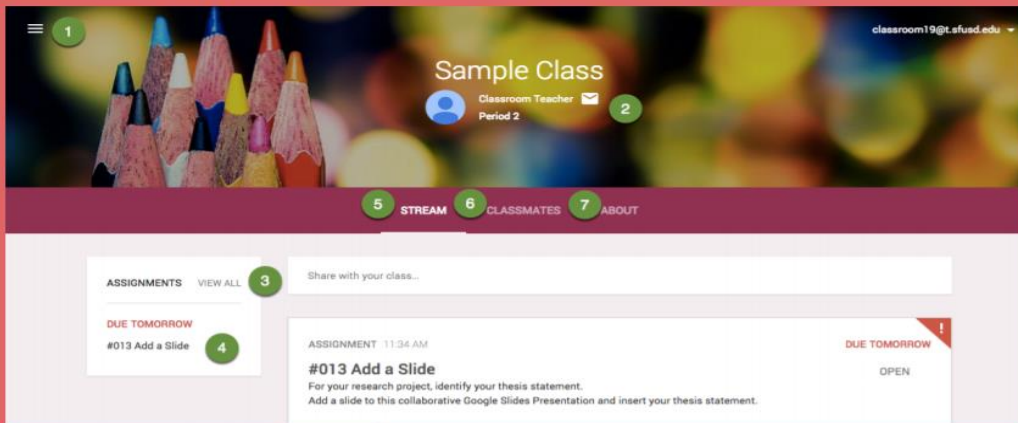 1
classroom19@t.sfusd.edu
Sample Class
Classroom Teacher
2
Period 2
5 STREAM 6 CLASSMATES 7 ABOUT
ASSIGNMENTS VIEW ALL 3
Share with your class...
DUE TOMORROW
#013 Add a Slide 4
ASSIGNMENT 11:34 AM
DUE TOMORROW
!
#013 Add a Slide
OPEN
For your research project, identify your thesis statement.
Add a slide to this collaborative Google Slides Presentation and insert your thesis statement.